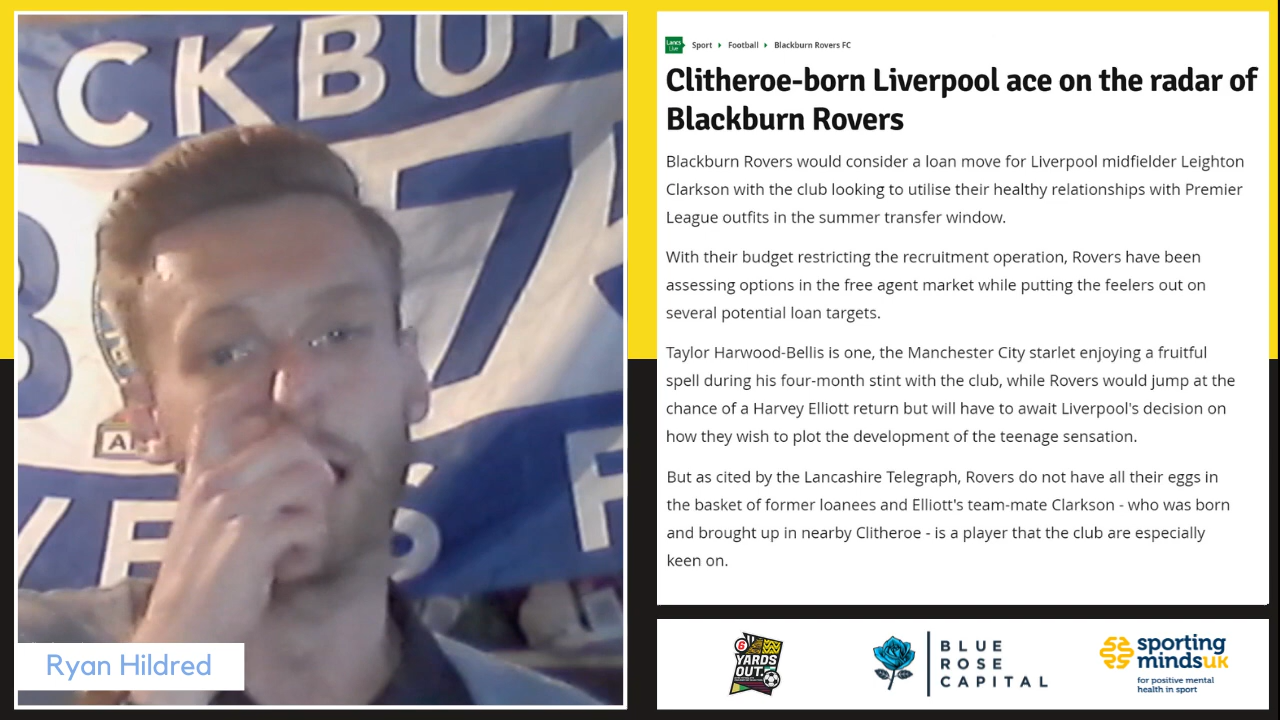 ACKBUR
87
A
VERS F
Ryan Hildred
Lancs
Live
Sport
Football
Blackburn Rovers FC
Clitheroe-born Liverpool ace on the radar of
Blackburn Rovers
Blackburn Rovers would consider a loan move for Liverpool midfielder Leighton
Clarkson with the club looking to utilise their healthy relationships with Premier
League outfits in the summer transfer window.
With their budget restricting the recruitment operation, Rovers have been
assessing options in the free agent market while putting the feelers out on
several potential loan targets.
Taylor Harwood-Bellis is one, the Manchester City starlet enjoying a fruitful
spell during his four-month stint with the club, while Rovers would jump at the
chance of a Harvey Elliott return but will have to await Liverpool's decision on
how they wish to plot the development of the teenage sensation.
But as cited by the Lancashire Telegraph, Rovers do not have all their eggs in
the basket of former loanees and Elliott's team-mate Clarkson - who was born
and brought up in nearby Clitheroe - is a player that the club are especially
keen on.
6
YARDS
OUT
BLUE
ROSE
CAPITAL
sporting
mindsuk
for positive mental
health in sport